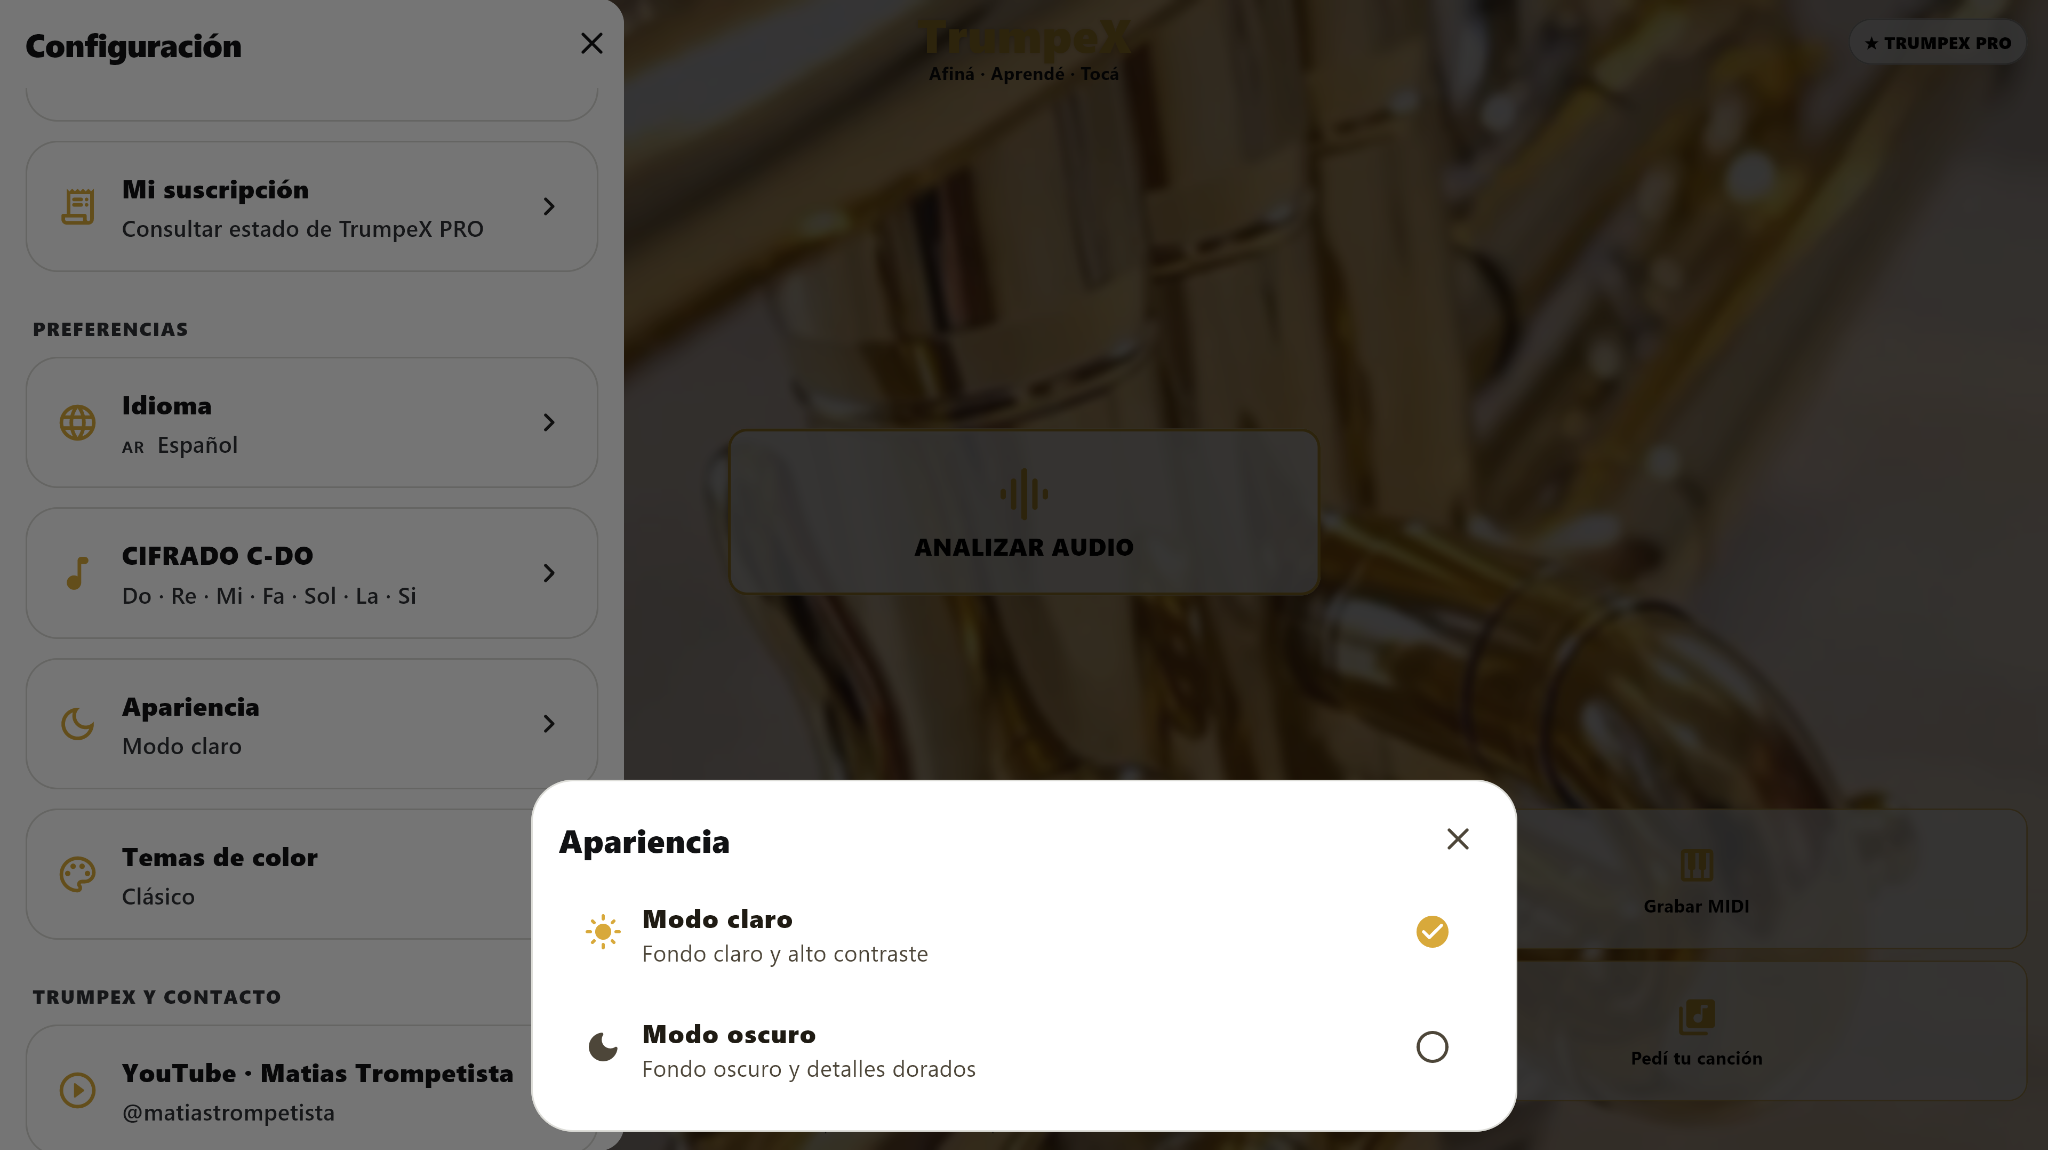 Configuración
Mi suscripción
Consultar estado de TrumpeX PRO
PREFERENCIAS
Idioma
AR Español
CIFRADO C-DO
Do · Re · Mi · Fa · Sol · La · Si
Apariencia
Modo claro
Temas de color
Clásico
TRUMPEX Y CONTACTO
YouTube · Matias Trompetista
@matiastrompetista
TrumpeX
Afiná · Aprendé · Tocá
★ TRUMPEX PRO
ANALIZAR AUDIO
Grabar MIDI
Pedí tu canción
Apariencia
Modo claro
Fondo claro y alto contraste
Modo oscuro
Fondo oscuro y detalles dorados